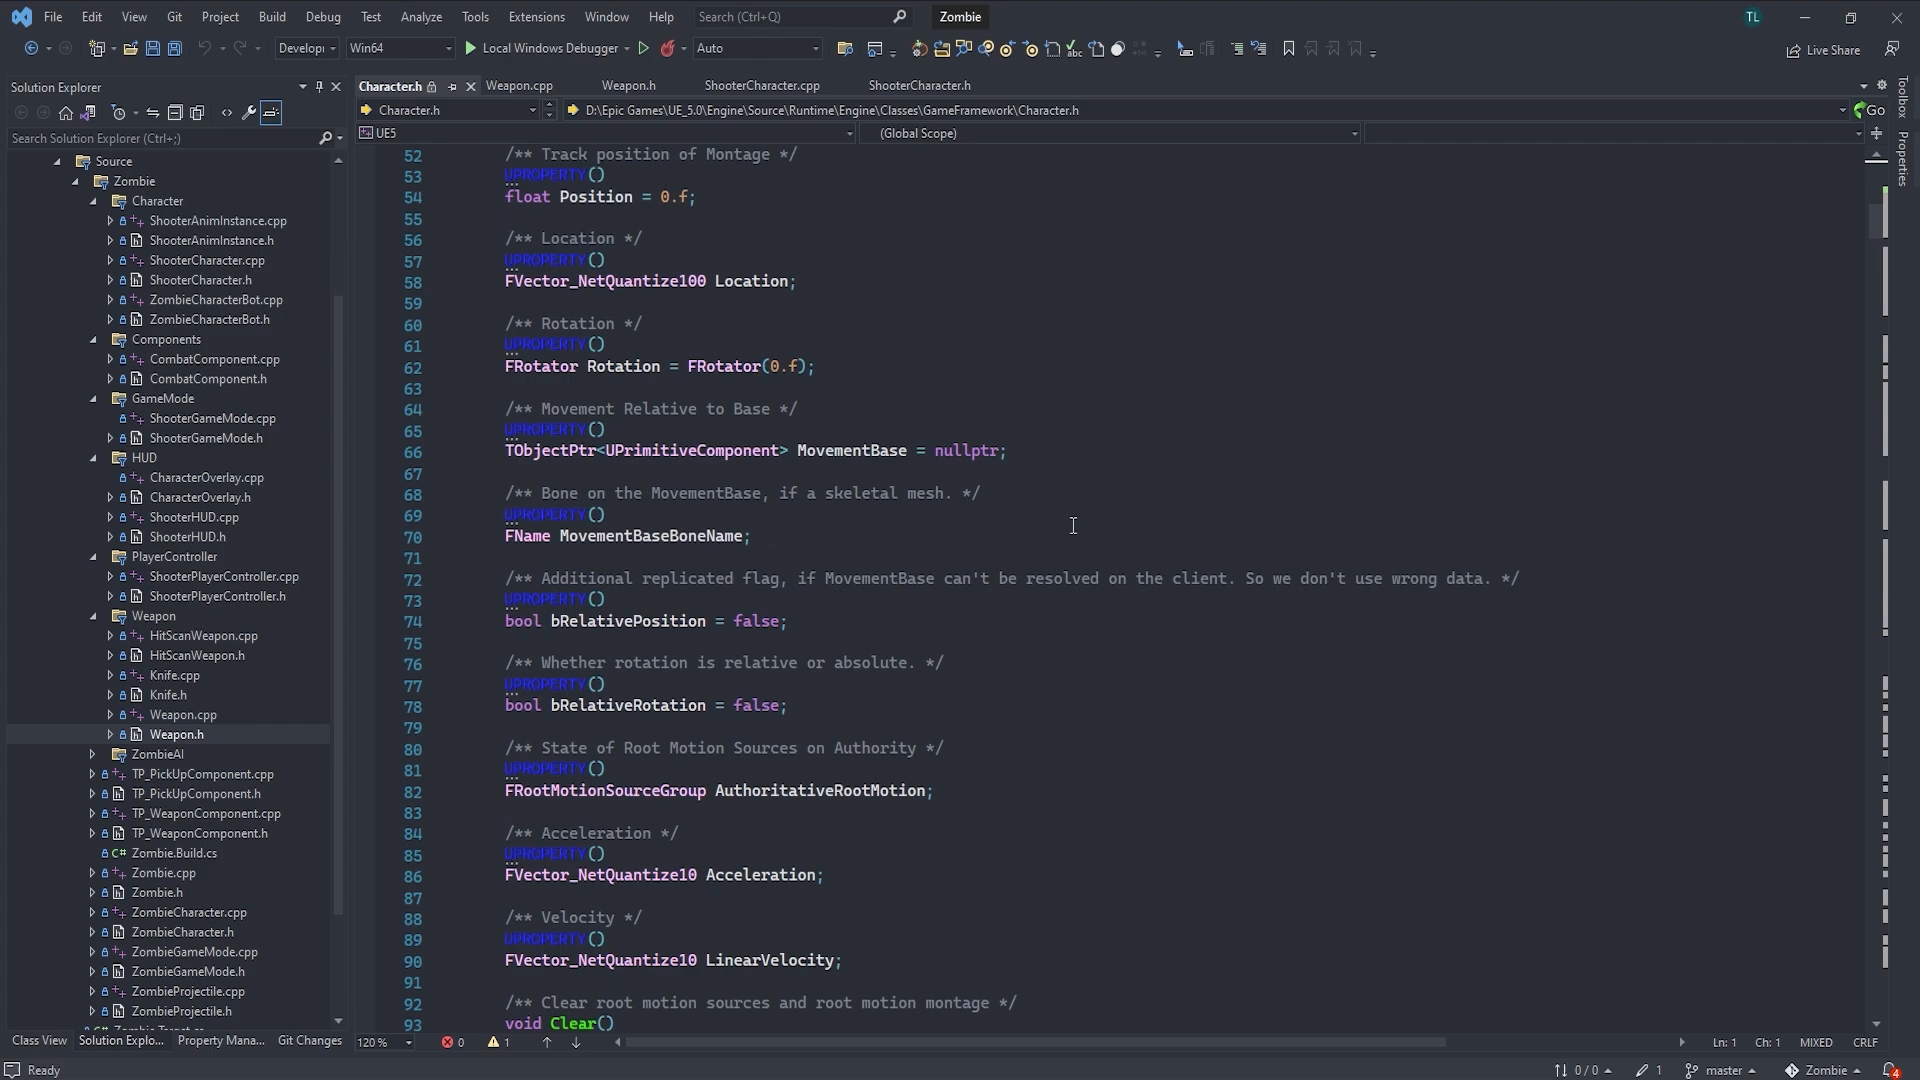 File Edit View Git Project Build Debug Test Analyze Tools Extensions Window Help Search (Ctrl+Q) Zombie TL
Develop Win64 Local Windows Debugger Auto Live Share
Solution Explorer
Search Solution Explorer (Ctrl+;)
Source
Zombie
Character
ShooterAnimInstance.cpp
ShooterAnimInstance.h
ShooterCharacter.cpp
ShooterCharacter.h
ZombieCharacterBot.cpp
ZombieCharacterBot.h
Components
CombatComponent.cpp
CombatComponent.h
GameMode
ShooterGameMode.cpp
ShooterGameMode.h
HUD
CharacterOverlay.cpp
CharacterOverlay.h
ShooterHUD.cpp
ShooterHUD.h
PlayerController
ShooterPlayerController.cpp
ShooterPlayerController.h
Weapon
HitScanWeapon.cpp
HitScanWeapon.h
Knife.cpp
Knife.h
Weapon.cpp
Weapon.h
ZombieAI
TP_PickUpComponent.cpp
TP_PickUpComponent.h
TP_WeaponComponent.cpp
TP_WeaponComponent.h
C# Zombie.Build.cs
Zombie.cpp
Zombie.h
ZombieCharacter.cpp
ZombieCharacter.h
ZombieGameMode.cpp
ZombieGameMode.h
ZombieProjectile.cpp
ZombieProjectile.h
Class View Solution Explo... Property Mana... Git Changes
Character.h Weapon.cpp Weapon.h ShooterCharacter.cpp ShooterCharacter.h
Character.h D:\Epic Games\UE_5.0\Engine\Source\Runtime\Engine\Classes\GameFramework\Character.h Go
UE5 (Global Scope)
52 /** Track position of Montage */
53 UPROPERTY()
54 float Position = 0.f;
55
56 /** Location */
57 UPROPERTY()
58 FVector_NetQuantize100 Location;
59
60 /** Rotation */
61 UPROPERTY()
62 FRotator Rotation = FRotator(0.f);
63
64 /** Movement Relative to Base */
65 UPROPERTY()
66 TObjectPtr<UPrimitiveComponent> MovementBase = nullptr;
67
68 /** Bone on the MovementBase, if a skeletal mesh. */
69 UPROPERTY()
70 FName MovementBaseBoneName;
71
72 /** Additional replicated flag, if MovementBase can't be resolved on the client. So we don't use wrong data. */
73 UPROPERTY()
74 bool bRelativePosition = false;
75
76 /** Whether rotation is relative or absolute. */
77 UPROPERTY()
78 bool bRelativeRotation = false;
79
80 /** State of Root Motion Sources on Authority */
81 UPROPERTY()
82 FRootMotionSourceGroup AuthoritativeRootMotion;
83
84 /** Acceleration */
85 UPROPERTY()
86 FVector_NetQuantize10 Acceleration;
87
88 /** Velocity */
89 UPROPERTY()
90 FVector_NetQuantize10 LinearVelocity;
91
92 /** Clear root motion sources and root motion montage */
93 void Clear()
120 % 0 1 Ln: 1 Ch: 1 MIXED CRLF
Toolbox
Properties
Ready 0 / 0 1 master Zombie 4